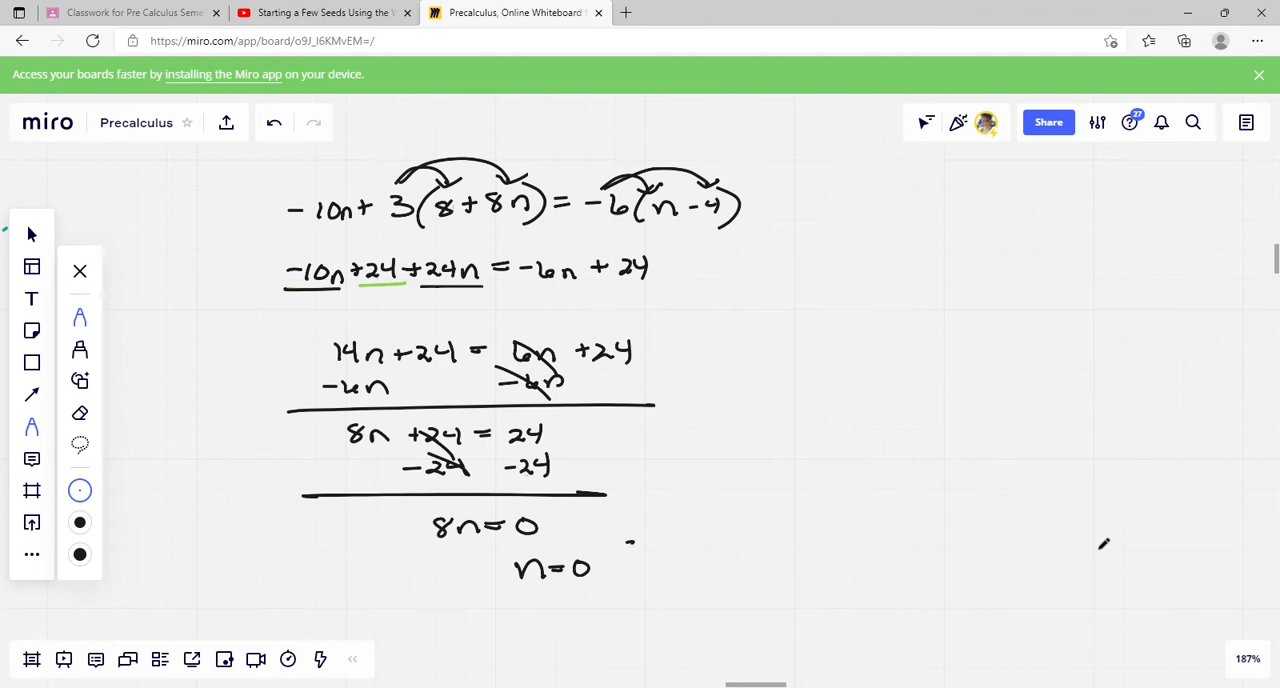 Classwork for Pre Calculus Seme
Starting a Few Seeds Using the W
Precalculus, Online Whiteboard f
https://miro.com/app/board/o9J_l6KMvEM=/
Access your boards faster by installing the Miro app on your device.
miro
Precalculus
Share
27
-10n + 3(8 + 8n) = -6(n - 4)
-10n + 24 + 24n = -6n + 24
14n + 24 = 6n + 24
-6n -6n
8n + 24 = 24
-24 -24
8n = 0
n = 0
T
187%